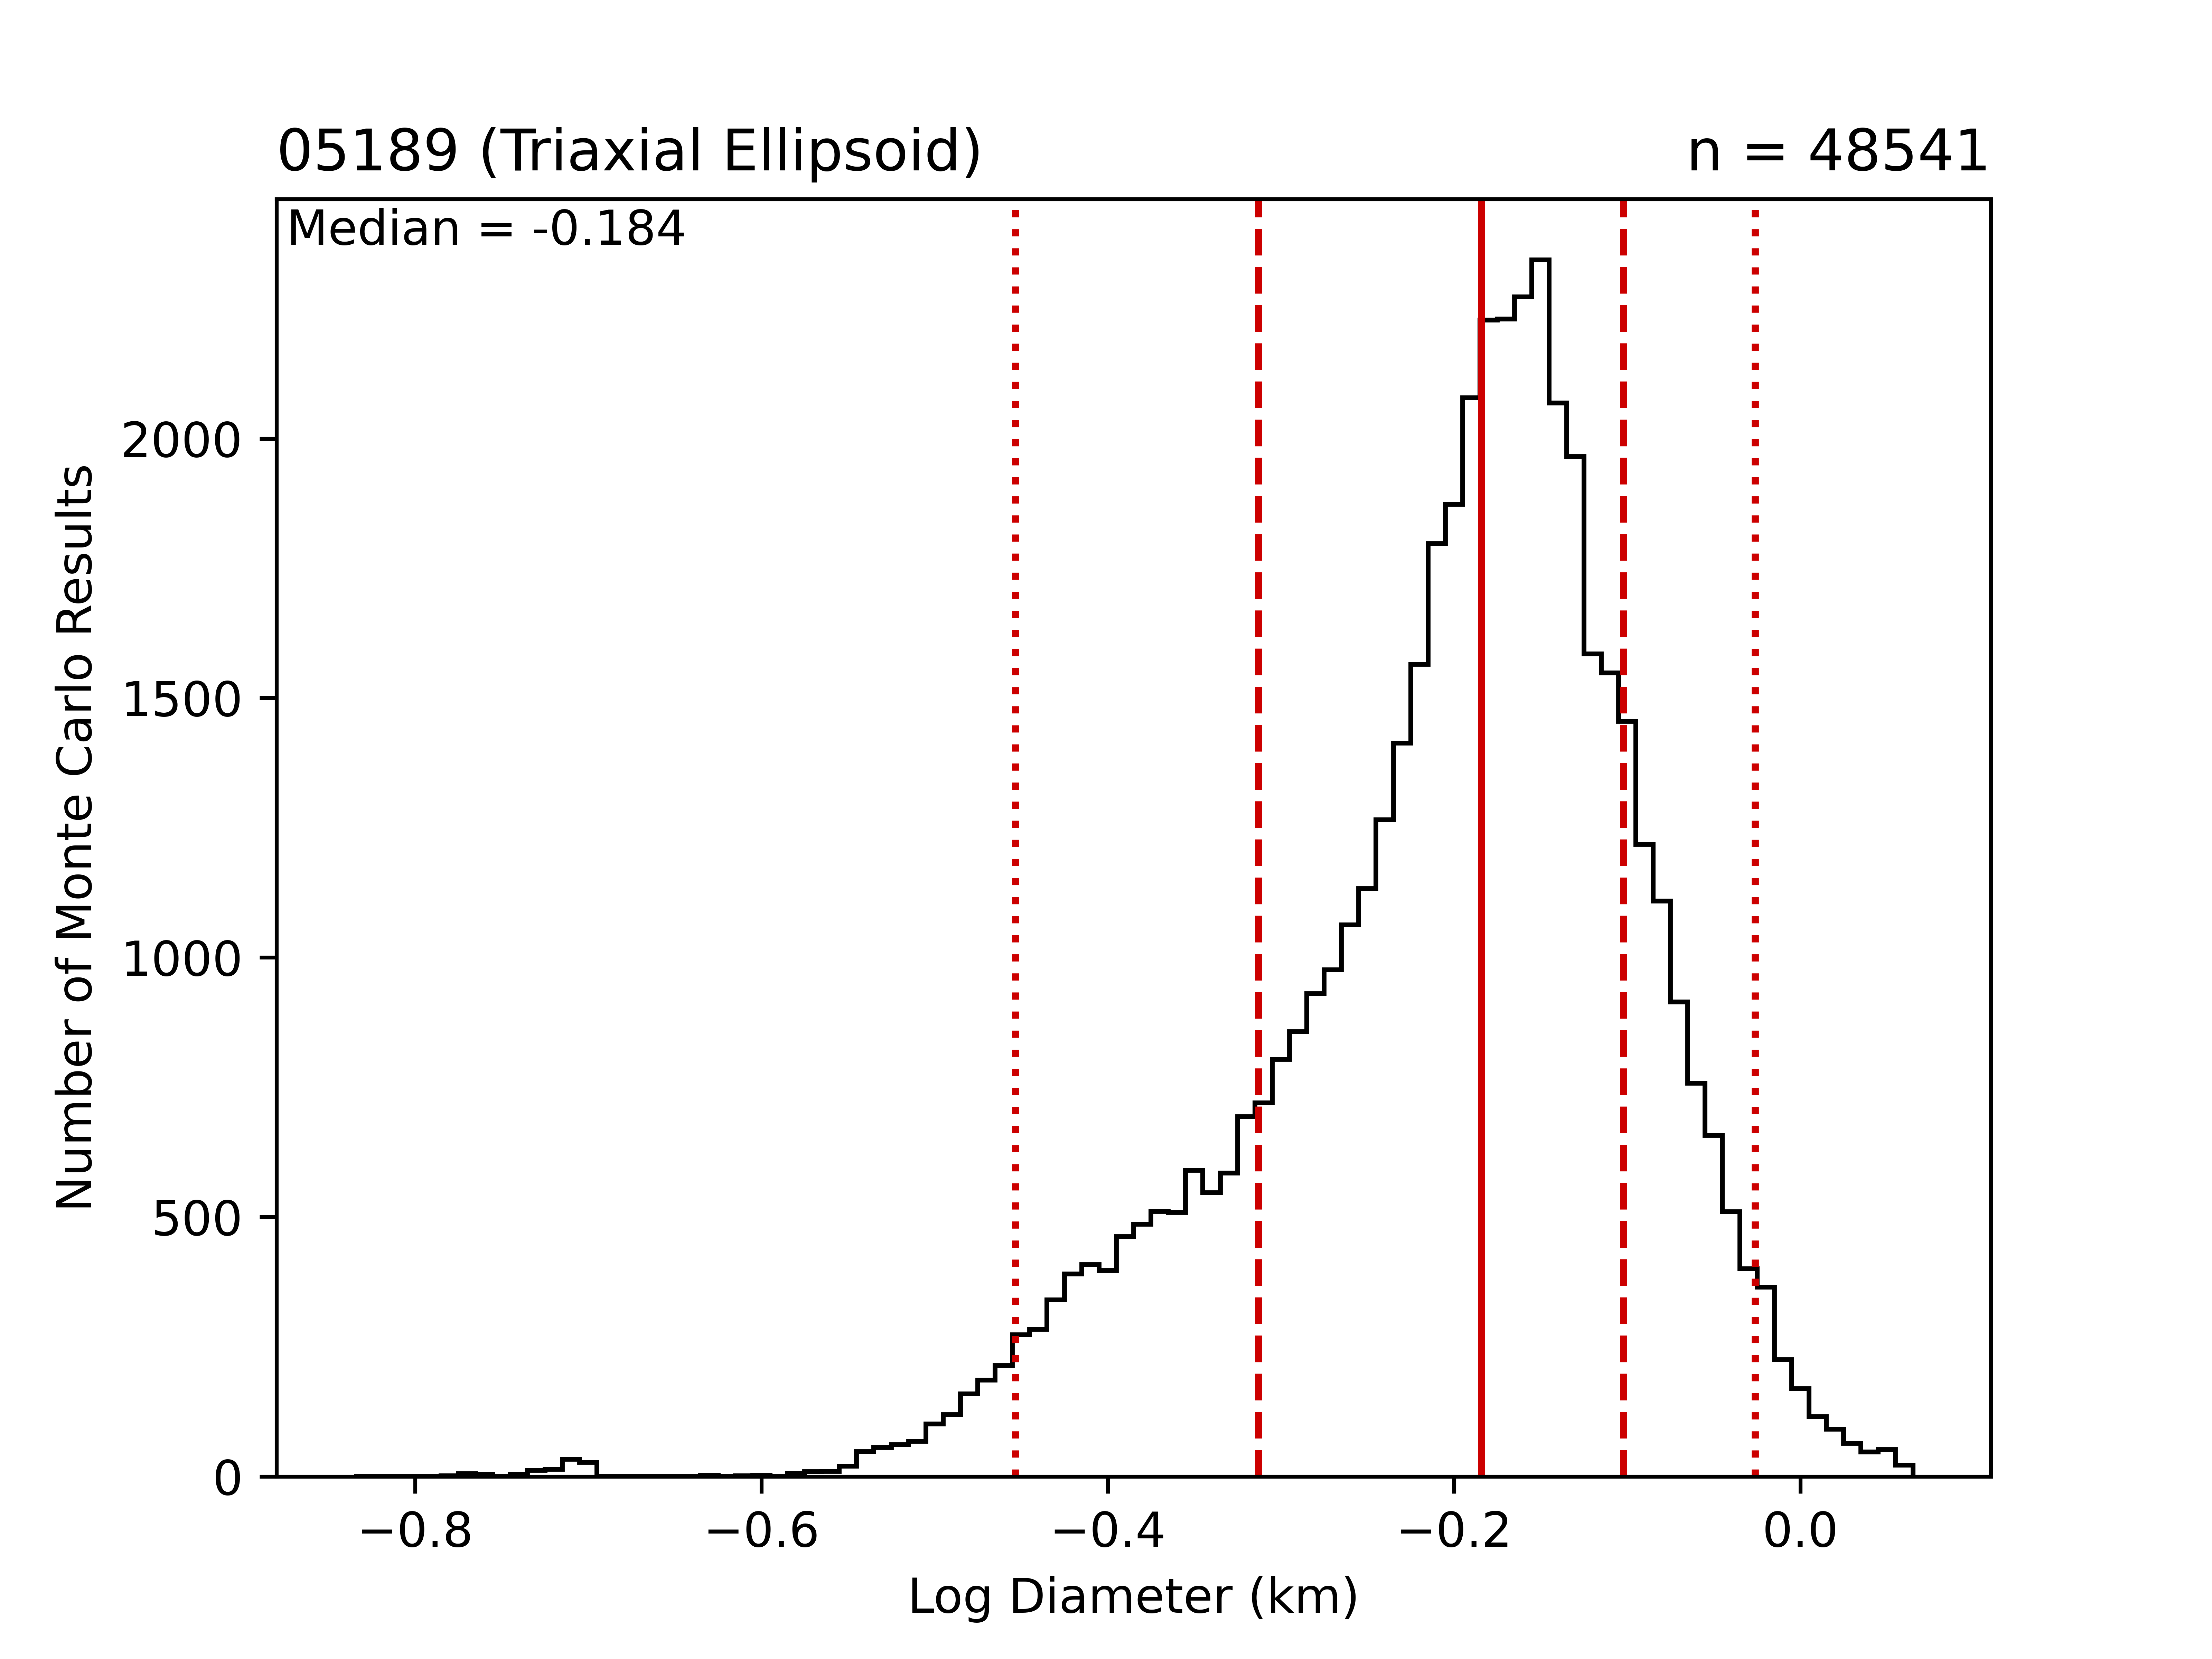 05189 (Triaxial Ellipsoid)
n = 48541
Median = -0.184
2000
1500
1000
500
0
Number of Monte Carlo Results
−0.8
−0.6
−0.4
−0.2
0.0
Log Diameter (km)